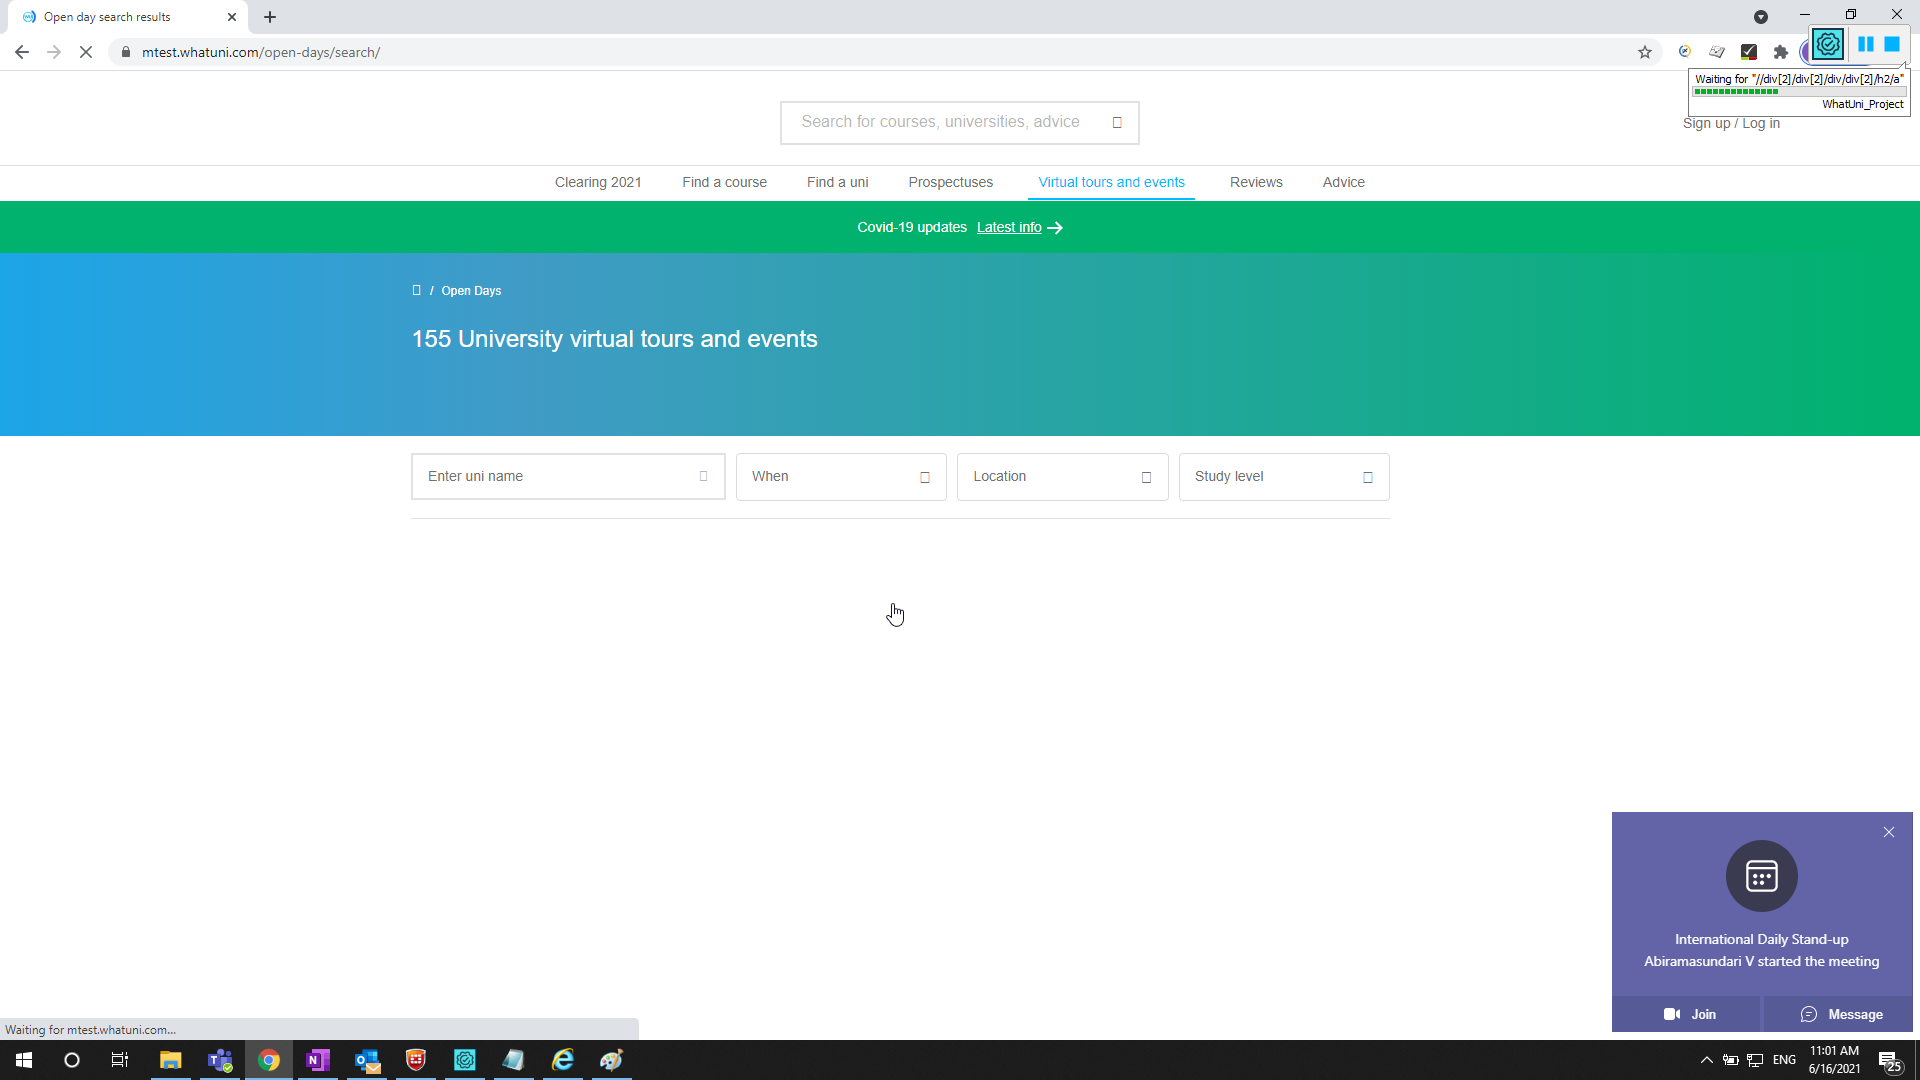 Open day search results
mtest.whatuni.com/open-days/search/
Waiting for "//div[2]/div[2]/div/div[2]/h2/a"
WhatUni_Project
Search for courses, universities, advice
Sign up / Log in
Clearing 2021 Find a course Find a uni Prospectuses Virtual tours and events Reviews Advice
Covid-19 updates Latest info
/ Open Days
155 University virtual tours and events
Enter uni name When Location Study level
International Daily Stand-up
Abiramasundari V started the meeting
Join Message
Waiting for mtest.whatuni.com...
ENG
11:01 AM
6/16/2021
25